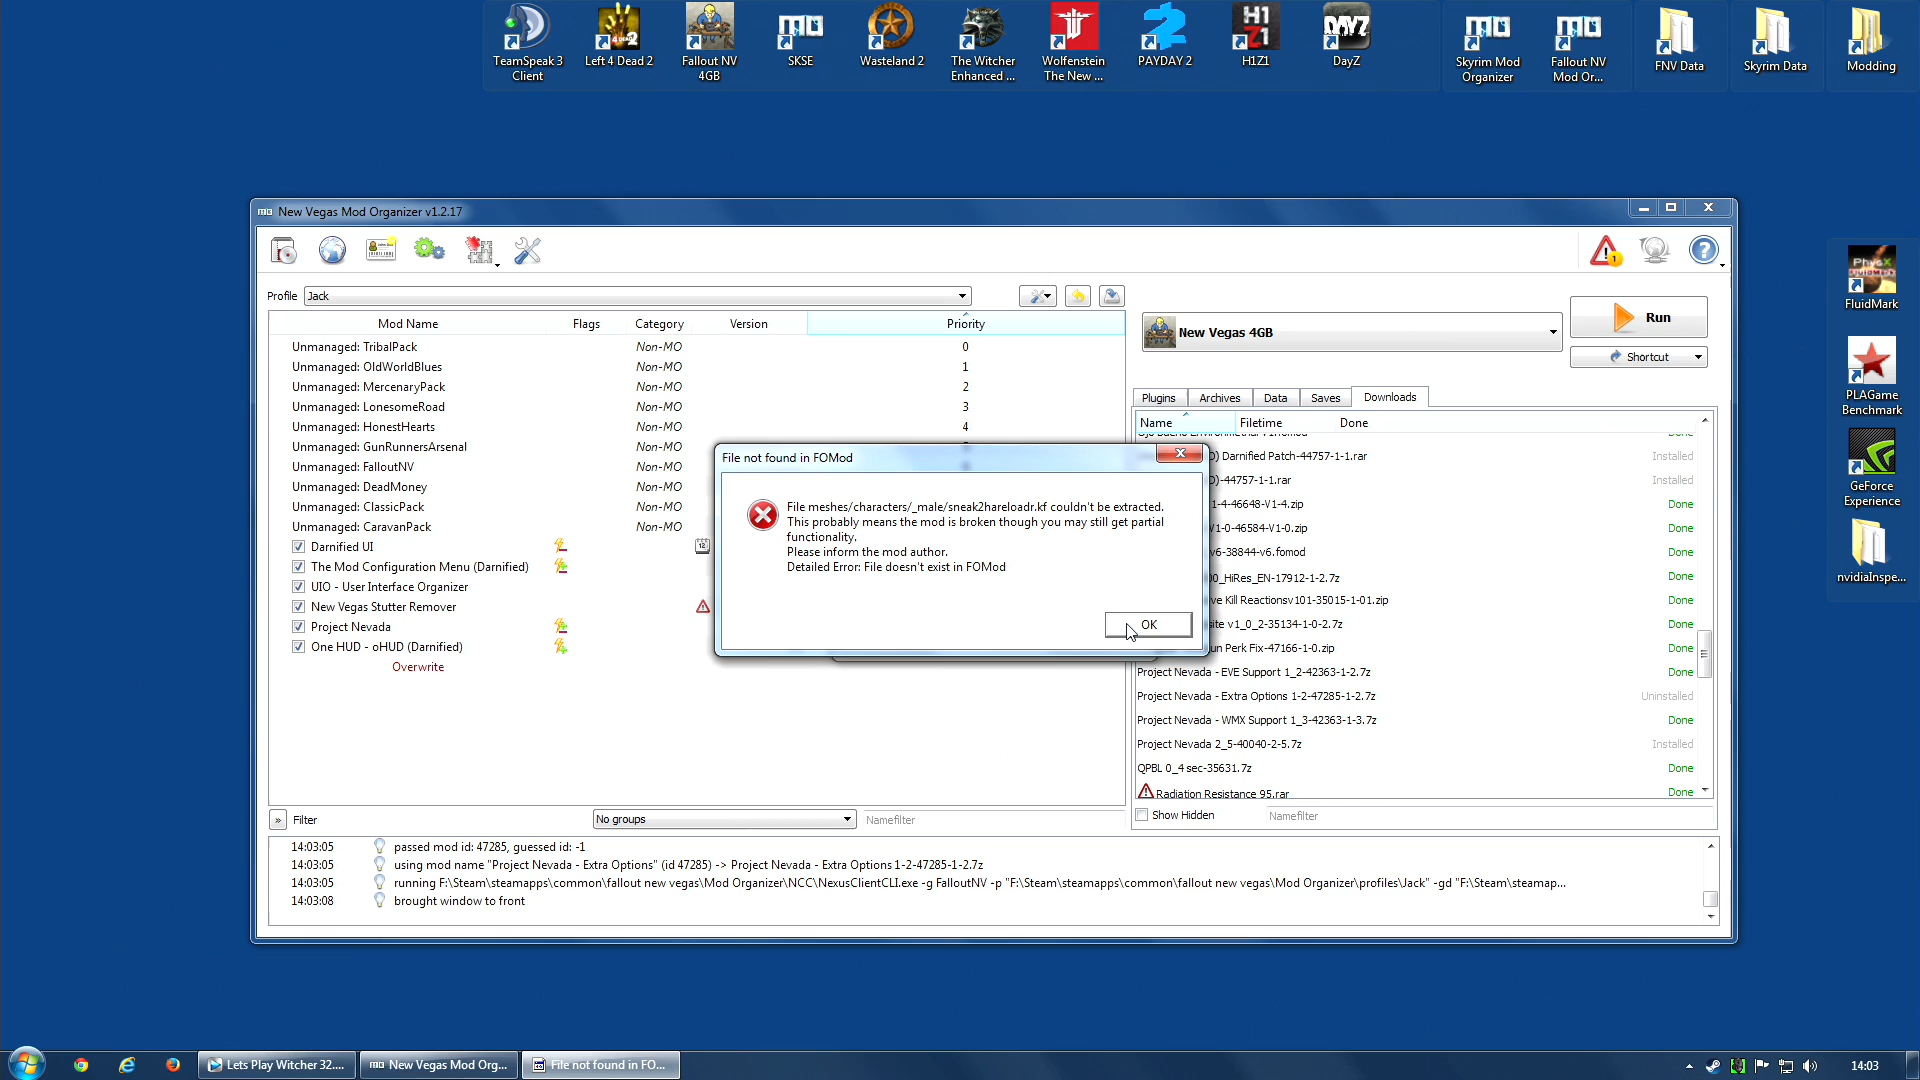 TeamSpeak 3 Client
Left 4 Dead 2
Fallout NV 4GB
SKSE
Wasteland 2
The Witcher Enhanced ...
Wolfenstein The New ...
PAYDAY 2
H1Z1
DayZ
Skyrim Mod Organizer
Fallout NV Mod Or...
FNV Data
Skyrim Data
Modding
FluidMark
PLAGame Benchmark
GeForce Experience
nvidiaInspe...
New Vegas Mod Organizer v1.2.17
Profile Jack
Mod Name Flags Category Version Priority
Unmanaged: TribalPack Non-MO 0
Unmanaged: OldWorldBlues Non-MO 1
Unmanaged: MercenaryPack Non-MO 2
Unmanaged: LonesomeRoad Non-MO 3
Unmanaged: HonestHearts Non-MO 4
Unmanaged: GunRunnersArsenal Non-MO
Unmanaged: FalloutNV Non-MO
Unmanaged: DeadMoney Non-MO
Unmanaged: ClassicPack Non-MO
Unmanaged: CaravanPack Non-MO
Darnified UI
The Mod Configuration Menu (Darnified)
UIO - User Interface Organizer
New Vegas Stutter Remover
Project Nevada
One HUD - oHUD (Darnified)
Overwrite
» Filter
No groups
Namefilter
New Vegas 4GB
Run
Shortcut
Plugins Archives Data Saves Downloads
Name Filetime Done
Done
) Darnified Patch-44757-1-1.rar Installed
)-44757-1-1.rar Installed
-4-46648-V1-4.zip Done
V1-0-46584-V1-0.zip Done
v6-38844-v6.fomod Done
00_HiRes_EN-17912-1-2.7z Done
ve Kill Reactionsv101-35015-1-01.zip Done
site v1_0_2-35134-1-0-2.7z Done
un Perk Fix-47166-1-0.zip Done
Project Nevada - EVE Support 1_2-42363-1-2.7z Done
Project Nevada - Extra Options 1-2-47285-1-2.7z Uninstalled
Project Nevada - WMX Support 1_3-42363-1-3.7z Done
Project Nevada 2_5-40040-2-5.7z Installed
QPBL 0_4 sec-35631.7z Done
Radiation Resistance 95.rar Done
Show Hidden
Namefilter
File not found in FOMod
File meshes/characters/_male/sneak2hareloadr.kf couldn't be extracted.
This probably means the mod is broken though you may still get partial
functionality.
Please inform the mod author.
Detailed Error: File doesn't exist in FOMod
OK
14:03:05 passed mod id: 47285, guessed id: -1
14:03:05 using mod name "Project Nevada - Extra Options" (id 47285) -> Project Nevada - Extra Options 1-2-47285-1-2.7z
14:03:05 running F:\Steam\steamapps\common\fallout new vegas\Mod Organizer\NCC\NexusClientCLI.exe -g FalloutNV -p "F:\Steam\steamapps\common\fallout new vegas\Mod Organizer\profiles\Jack" -gd "F:\Steam\steamap...
14:03:08 brought window to front
Lets Play Witcher 32....
New Vegas Mod Org...
File not found in FO...
14:03